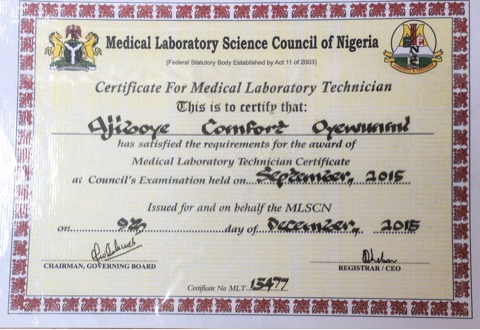 Medical Laboratory Science Council of Nigeria
(Federal Statutory Body Established by Act 11 of 2003)
Certificate For Medical Laboratory Technician
This is to certify that:
Ajiboye Comfort Oyewunmi
has satisfied the requirements for the award of
Medical Laboratory Technician Certificate
at Council's Examination held on...September, 2015
Issued for and on behalf the MLSCN
on......9th......day of December, 2015
CHAIRMAN, GOVERNING BOARD
REGISTRAR / CEO
Certificate No MLT...15477